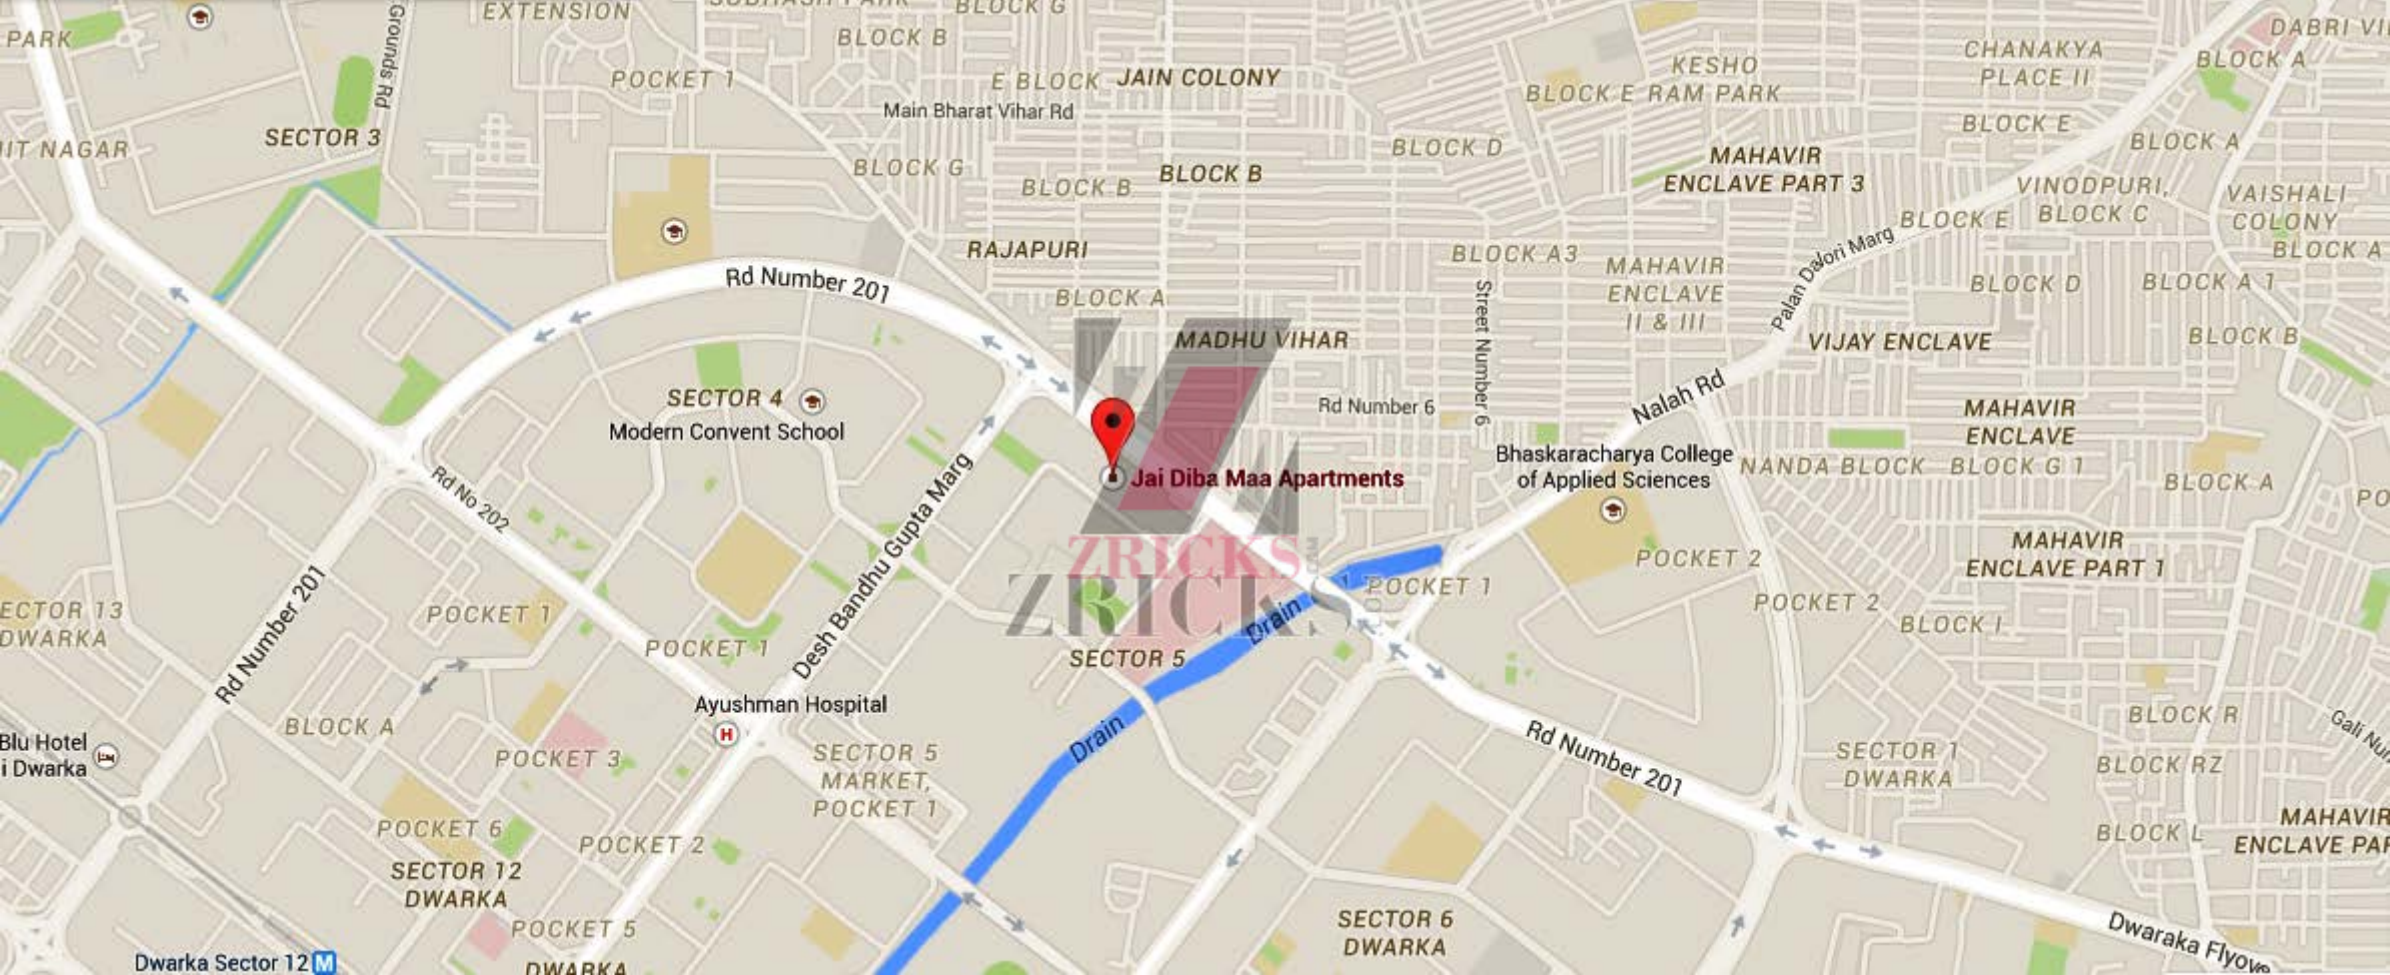 EXTENSION
BLOCK G
PARK
BLOCK B
DABRI
CHANAKYA
PLACE II
BLOCK A
Grounds Rd
POCKET 1
E BLOCK
JAIN COLONY
KESHO
RAM PARK
BLOCK E
Main Bharat Vihar Rd
BLOCK E
SECTOR 3
BLOCK D
BLOCK A
NAGAR
MAHAVIR
ENCLAVE PART 3
BLOCK G
BLOCK B
BLOCK B
VINODPURI,
BLOCK C
VAISHALI
COLONY
BLOCK E
RAJAPURI
BLOCK A3
Palan Davori Marg
BLOCK A
Rd Number 201
MAHAVIR
ENCLAVE
II & III
BLOCK D
BLOCK A 1
BLOCK A
Street Number 6
MADHU VIHAR
VIJAY ENCLAVE
BLOCK B
SECTOR 4
Modern Convent School
Rd Number 6
Nalah Rd
MAHAVIR
ENCLAVE
Jai Diba Maa Apartments
Bhaskaracharya College
of Applied Sciences
NANDA BLOCK
BLOCK G 1
BLOCK A
Rd No 202
Desh Bandhu Gupta Marg
ZRICKS
ZRICKS
POCKET 1
POCKET 2
MAHAVIR
ENCLAVE PART 1
SECTOR 13
DWARKA
Rd Number 201
POCKET 1
POCKET 1
Drain
POCKET 2
BLOCK I
SECTOR 5
Ayushman Hospital
H
BLOCK A
Drain
BLOCK R
Blu Hotel
i Dwarka
POCKET 3
SECTOR 5
MARKET,
POCKET 1
Rd Number 201
SECTOR 1
DWARKA
BLOCK RZ
Gali
POCKET 6
POCKET 2
BLOCK L
MAHAVIR
ENCLAVE
SECTOR 12
DWARKA
POCKET 5
SECTOR 6
DWARKA
Dwaraka Flyove
Dwarka Sector 12 M
DWARKA